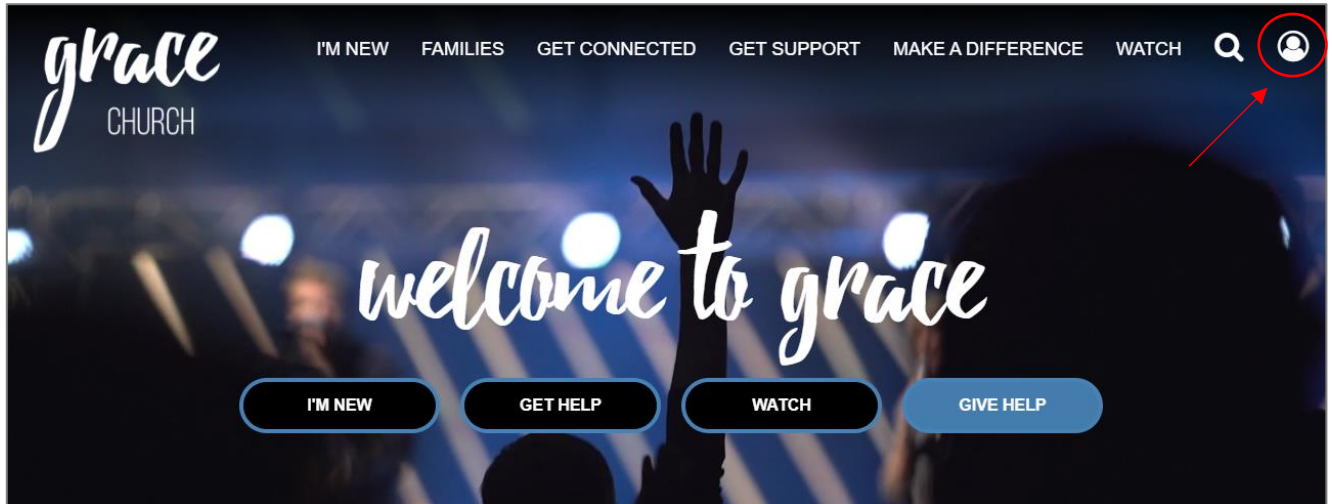 grace
CHURCH
I'M NEW FAMILIES GET CONNECTED GET SUPPORT MAKE A DIFFERENCE WATCH
welcome to grace
I'M NEW GET HELP WATCH GIVE HELP